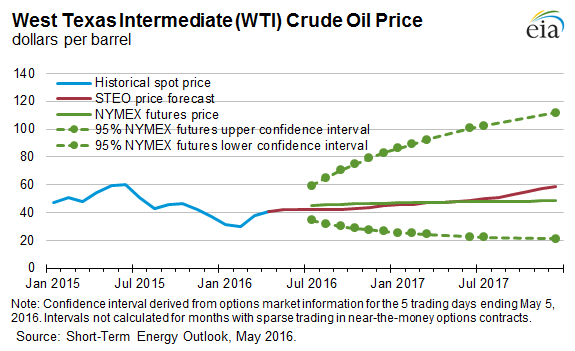 West Texas Intermediate (WTI) Crude Oil Price
dollars per barrel
eia
140
120
100
80
60
40
20
0
Historical spot price
STEO price forecast
NYMEX futures price
95% NYMEX futures upper confidence interval
95% NYMEX futures lower confidence interval
Jan 2015
Jul 2015
Jan 2016
Jul 2016
Jan 2017
Jul 2017
Note: Confidence interval derived from options market information for the 5 trading days ending May 5,
2016. Intervals not calculated for months with sparse trading in near-the-money options contracts.
Source: Short-Term Energy Outlook, May 2016.